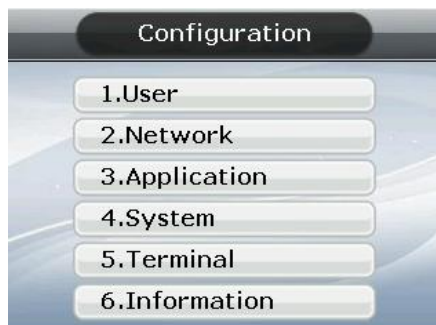 Configuration
1.User
2.Network
3.Application
4.System
5.Terminal
6.Information